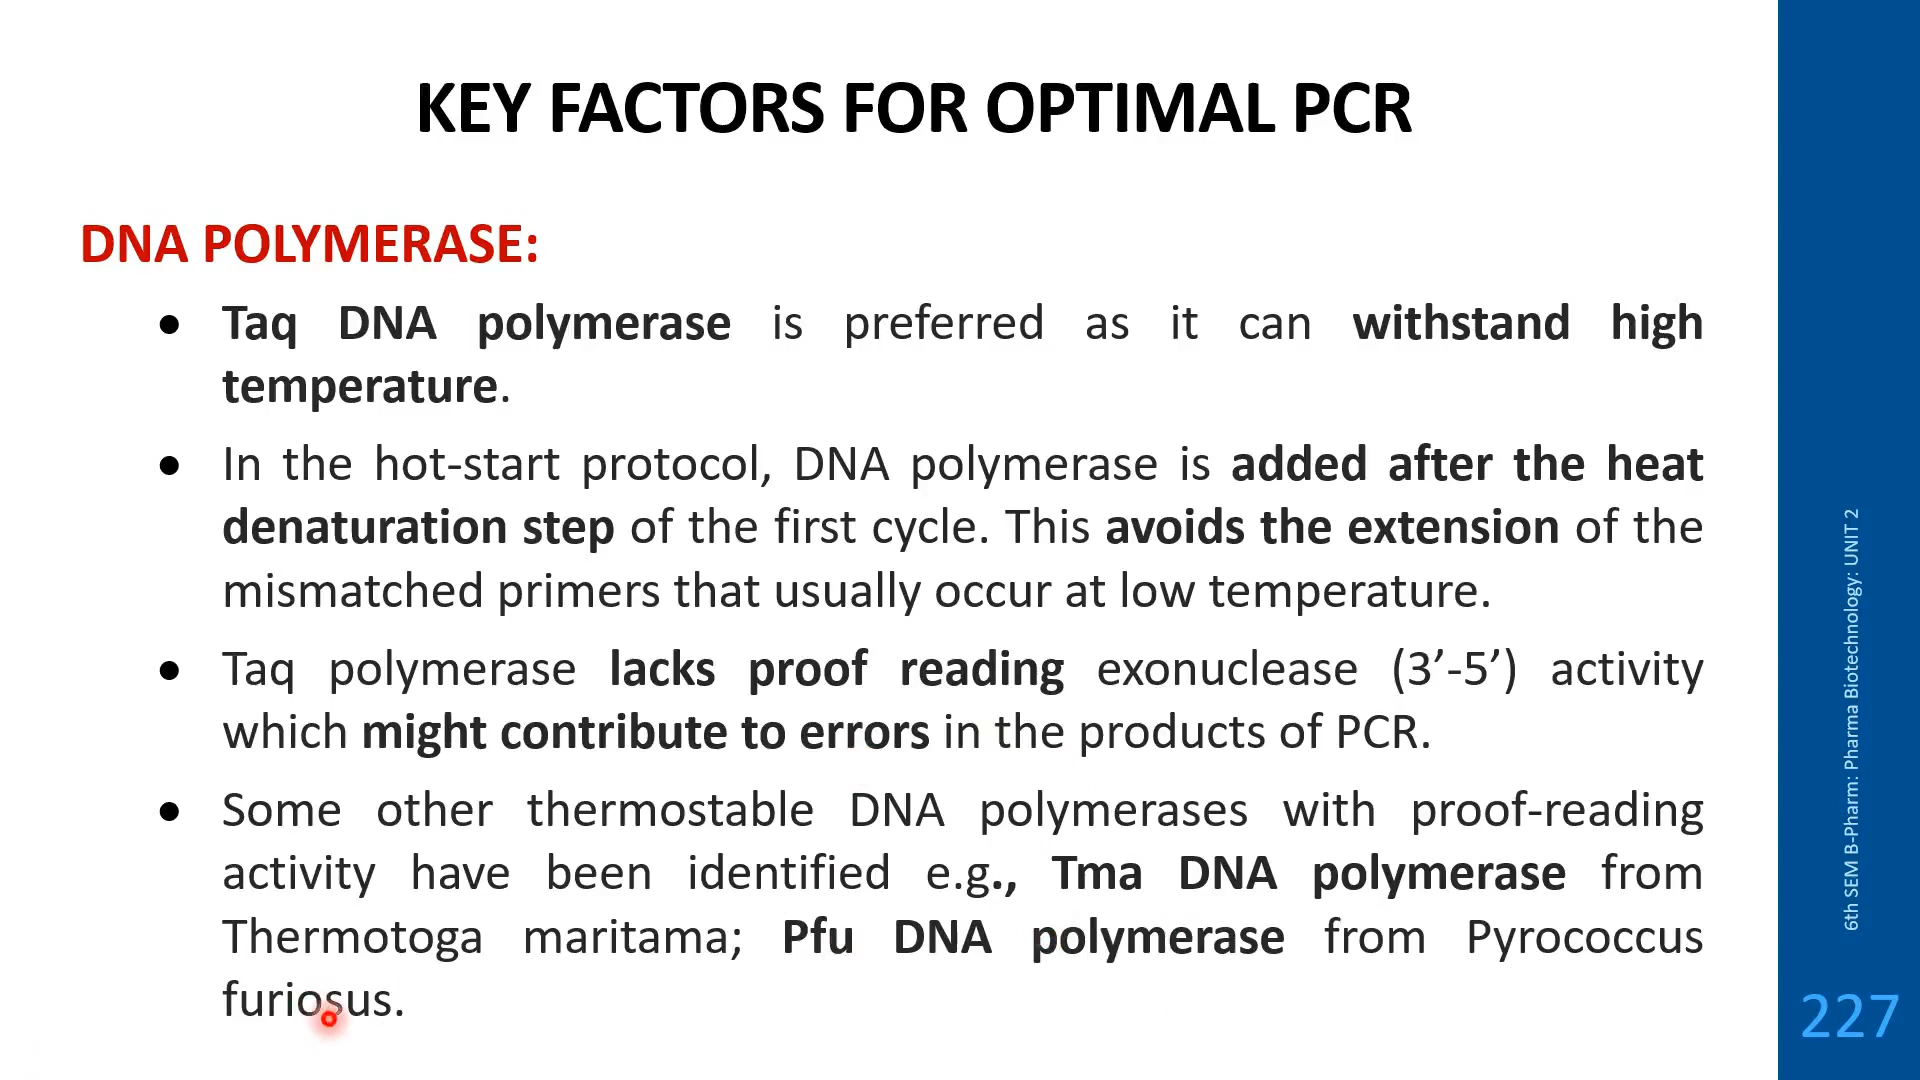 KEY FACTORS FOR OPTIMAL PCR
DNA POLYMERASE:
• Taq DNA polymerase is preferred as it can withstand high
temperature.
• In the hot-start protocol, DNA polymerase is added after the heat
denaturation step of the first cycle. This avoids the extension of the
mismatched primers that usually occur at low temperature.
• Taq polymerase lacks proof reading exonuclease (3’-5’) activity
which might contribute to errors in the products of PCR.
• Some other thermostable DNA polymerases with proof-reading
activity have been identified e.g., Tma DNA polymerase from
Thermotoga maritama; Pfu DNA polymerase from Pyrococcus
furiosus.
6th SEM B-Pharm: Pharma Biotechnology: UNIT 2
227